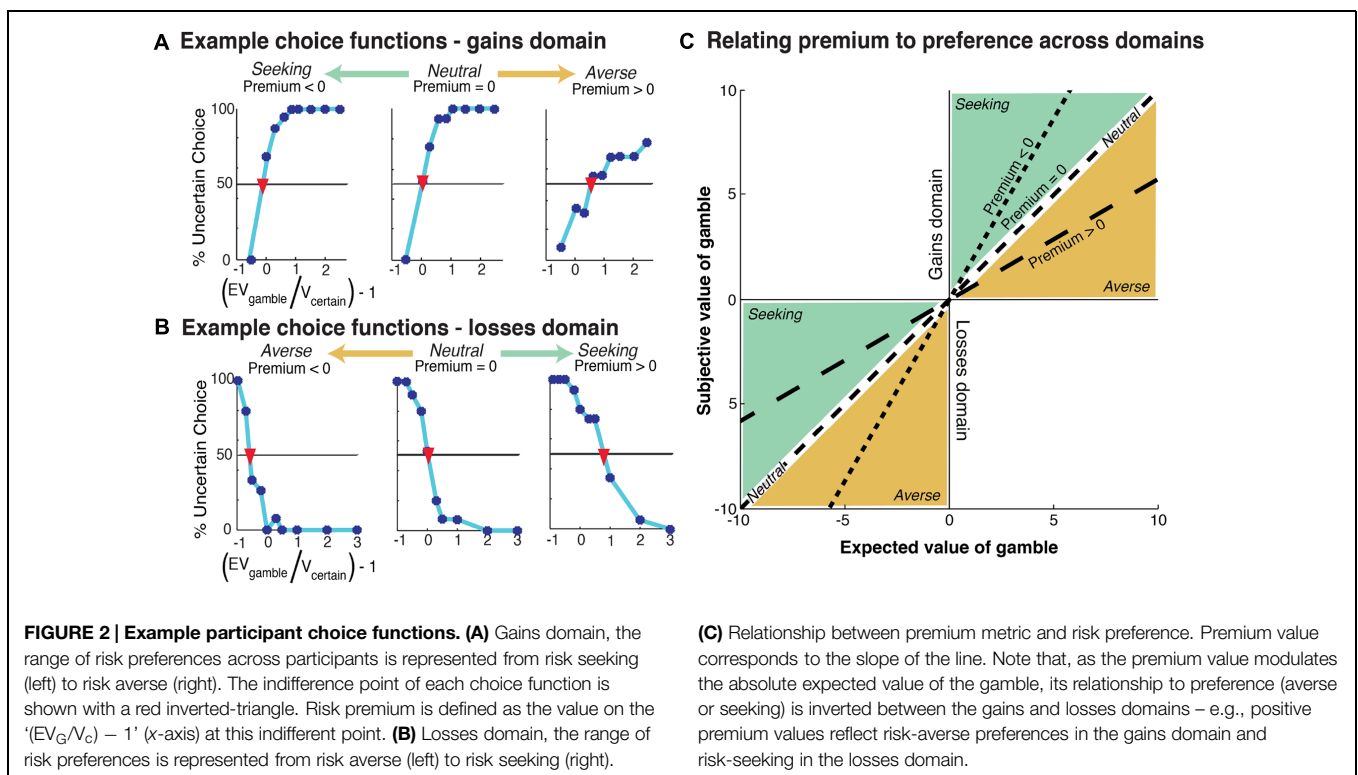 A Example choice functions - gains domain
Seeking
Premium < 0
Neutral
Premium = 0
Averse
Premium > 0
% Uncertain Choice
100
50
0
-1 0 1 2
-1 0 1 2
-1 0 1 2
(EVgamble/Vcertain) - 1
B Example choice functions - losses domain
Averse
Premium < 0
Neutral
Premium = 0
Seeking
Premium > 0
% Uncertain Choice
100
50
0
-1 0 1 2 3
-1 0 1 2 3
-1 0 1 2 3
(EVgamble/Vcertain) - 1
C Relating premium to preference across domains
Subjective value of gamble
10
5
0
5
-10
Seeking
Neutral
Premium < 0
Premium = 0
Premium > 0
Averse
Gains domain
Losses domain
Seeking
Neutral
Averse
-10 -5 0 5 10
Expected value of gamble
FIGURE 2 | Example participant choice functions. (A) Gains domain, the
range of risk preferences across participants is represented from risk seeking
(left) to risk averse (right). The indifference point of each choice function is
shown with a red inverted-triangle. Risk premium is defined as the value on the
‘(EVG/Vc) − 1’ (x-axis) at this indifferent point. (B) Losses domain, the range of
risk preferences is represented from risk averse (left) to risk seeking (right).
(C) Relationship between premium metric and risk preference. Premium value
corresponds to the slope of the line. Note that, as the premium value modulates
the absolute expected value of the gamble, its relationship to preference (averse
or seeking) is inverted between the gains and losses domains – e.g., positive
premium values reflect risk-averse preferences in the gains domain and
risk-seeking in the losses domain.